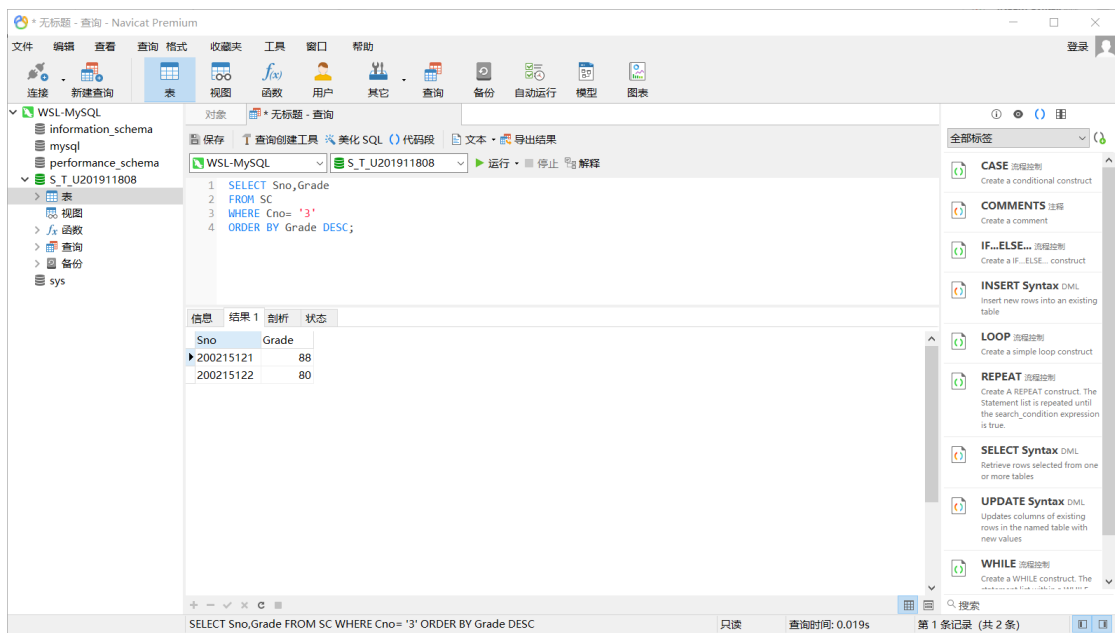 * 无标题 - 查询 - Navicat Premium
文件 编辑 查看 查询 格式 收藏夹 工具 窗口 帮助 登录
连接 新建查询 表 视图 函数 用户 其它 查询 备份 自动运行 模型 图表
WSL-MySQL
information_schema
mysql
performance_schema
S_T_U201911808
表
视图
函数
查询
备份
sys
对象 * 无标题 - 查询
保存 查询创建工具 美化 SQL 代码段 文本 导出结果
WSL-MySQL S_T_U201911808 运行 停止 解释
1 SELECT Sno,Grade
2 FROM SC
3 WHERE Cno= '3'
4 ORDER BY Grade DESC;
信息 结果 1 剖析 状态
Sno Grade
200215121 88
200215122 80
全部标签
CASE 流程控制
Create a conditional construct
COMMENTS 注释
Create a comment
IF...ELSE... 流程控制
Create a IF...ELSE... construct
INSERT Syntax DML
Insert new rows into an existing
table
LOOP 流程控制
Create a simple loop construct
REPEAT 流程控制
Create A REPEAT construct. The
Statement list is repeated until
the search_condition expression
is true.
SELECT Syntax DML
Retrieve rows selected from one
or more tables
UPDATE Syntax DML
Updates columns of existing
rows in the named table with
new values
WHILE 流程控制
Create a WHILE construct. The
搜索
SELECT Sno,Grade FROM SC WHERE Cno= '3' ORDER BY Grade DESC 只读 查询时间: 0.019s 第 1 条记录 (共 2 条)